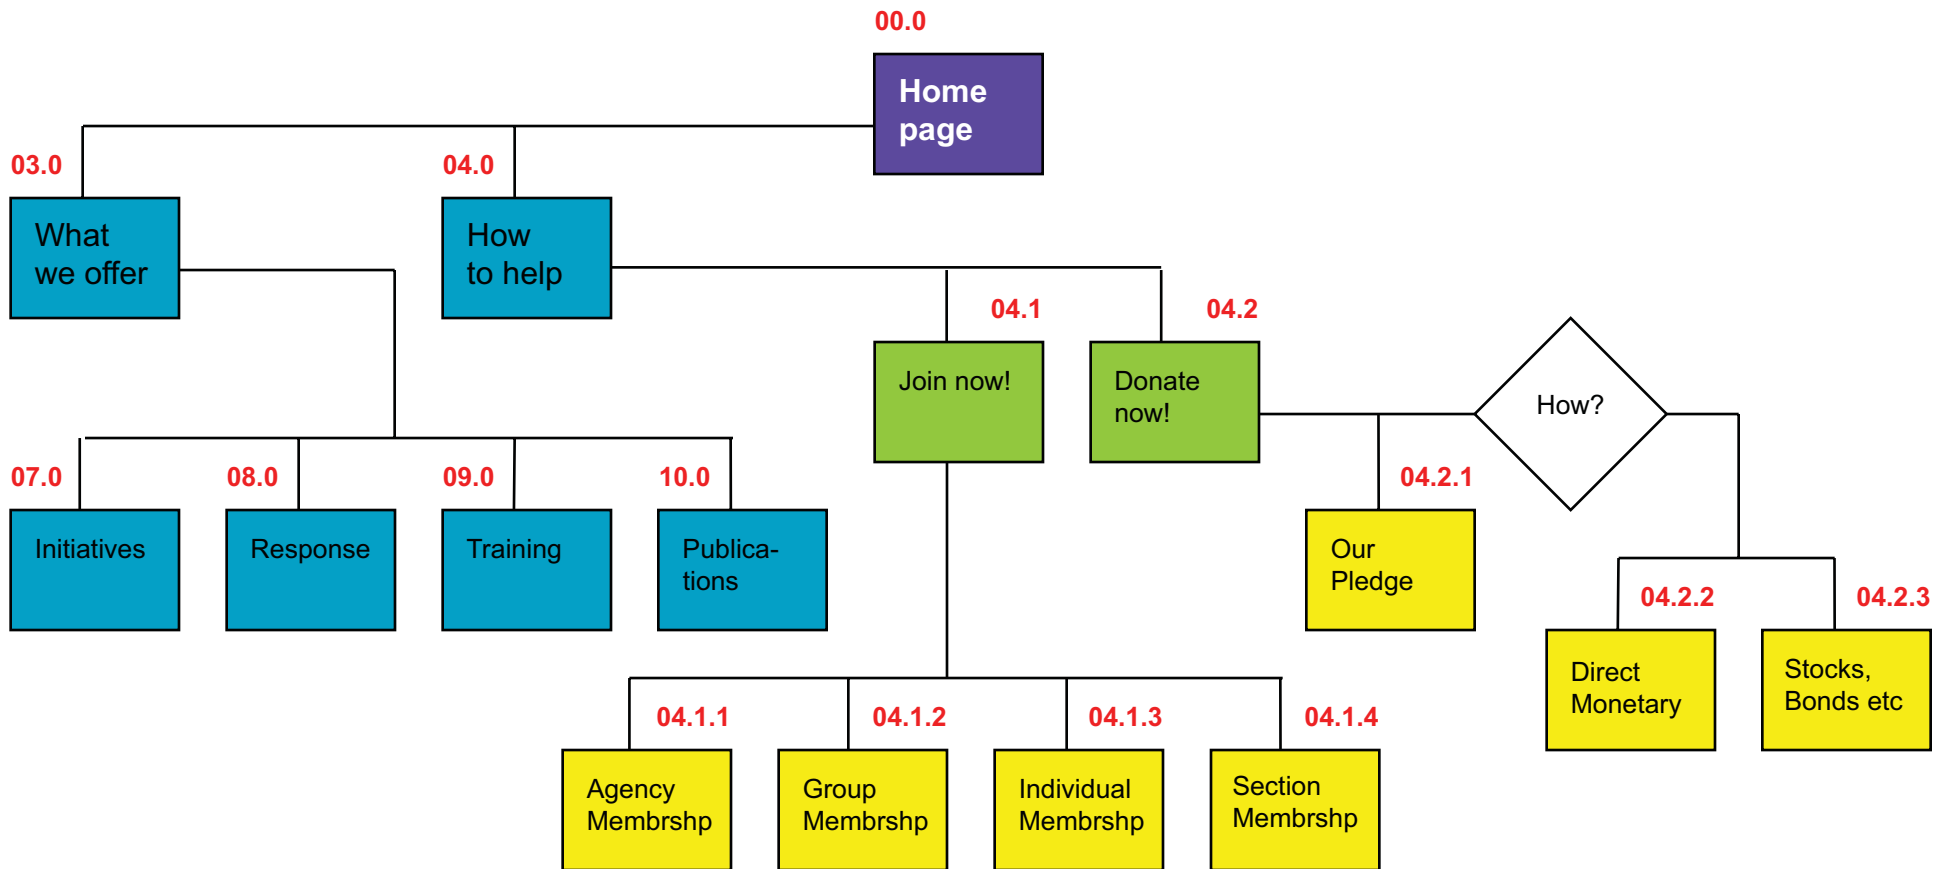 00.0
Home
page
03.0
What
we offer
04.0
How
to help
04.1
Join now!
04.2
Donate
now!
How?
07.0
Initiatives
08.0
Response
09.0
Training
10.0
Publica-
tions
04.2.1
Our
Pledge
04.2.2
Direct
Monetary
04.2.3
Stocks,
Bonds etc
04.1.1
Agency
Membrshp
04.1.2
Group
Membrshp
04.1.3
Individual
Membrshp
04.1.4
Section
Membrshp